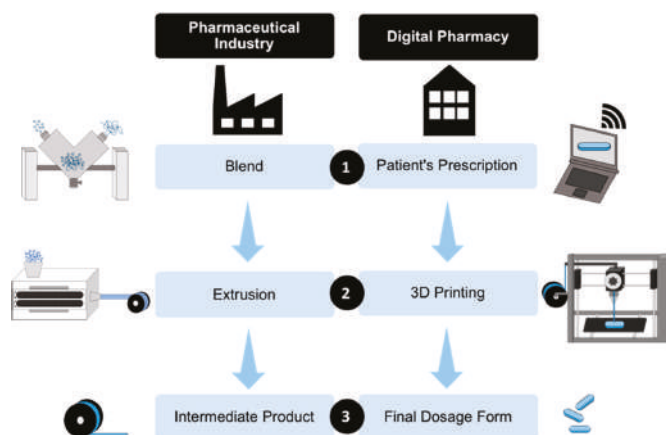 Pharmaceutical
Industry
Digital Pharmacy
Blend
1
Patient's Prescription
Extrusion
2
3D Printing
Intermediate Product
3
Final Dosage Form